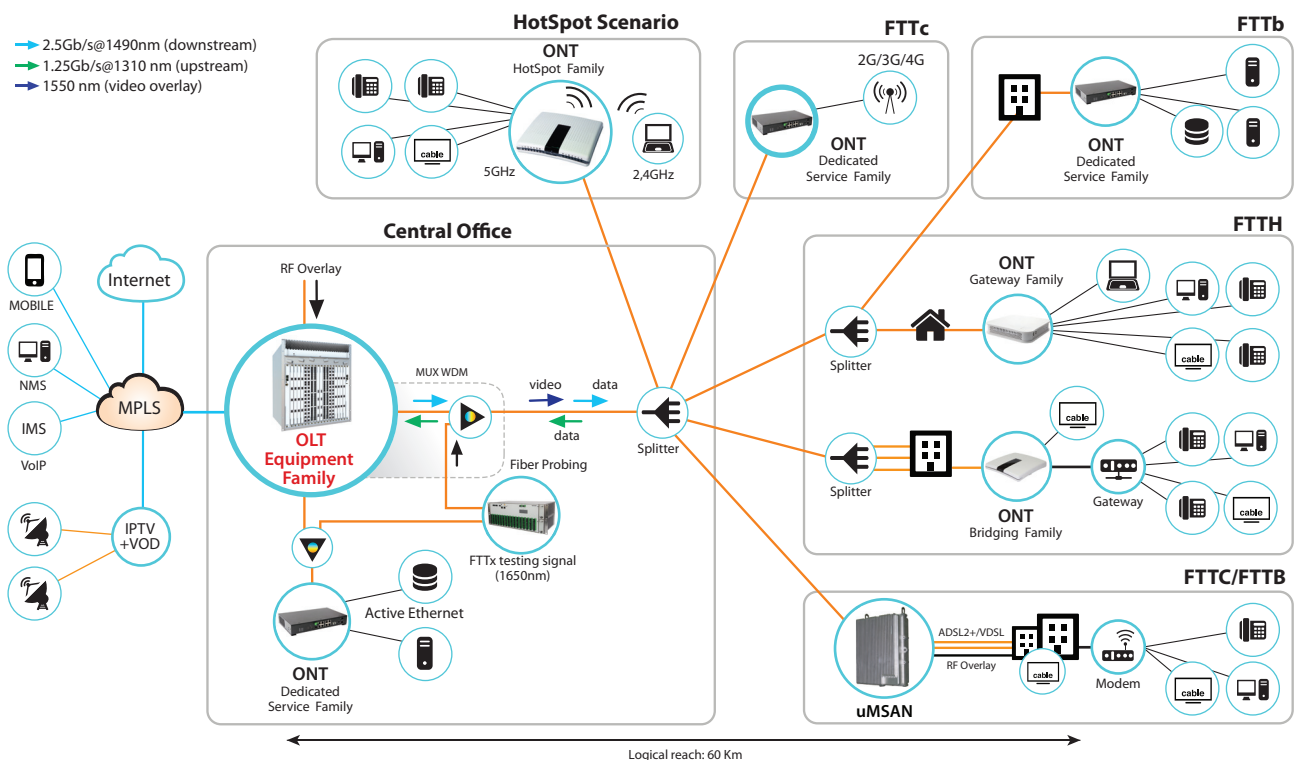 2.5Gb/s@1490nm (downstream)
1.25Gb/s@1310 nm (upstream)
1550 nm (video overlay)
HotSpot Scenario
ONT
HotSpot Family
cable
5GHz
2,4GHz
FTTc
2G/3G/4G
ONT
Dedicated
Service Family
FTTb
ONT
Dedicated
Service Family
MOBILE
NMS
IMS
VoIP
Internet
MPLS
IPTV
+VOD
Central Office
RF Overlay
OLT
Equipment
Family
MUX WDM
video
data
data
Splitter
Fiber Probing
FTTx testing signal
(1650nm)
Active Ethernet
ONT
Dedicated
Service Family
FTTH
Splitter
ONT
Gateway Family
cable
Splitter
cable
ONT
Bridging Family
Gateway
cable
FTTC/FTTB
uMSAN
ADSL2+/VDSL
RF Overlay
cable
Modem
cable
Logical reach: 60 Km